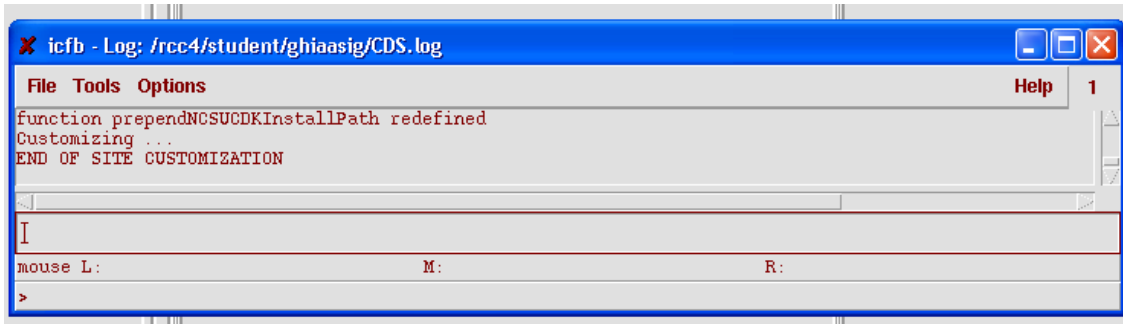 icfb - Log: /rcc4/student/ghiaasig/CDS.log
File Tools Options Help 1
function prependNCSUCDKInstallPath redefined
Customizing ...
END OF SITE CUSTOMIZATION
mouse L: M: R:
>